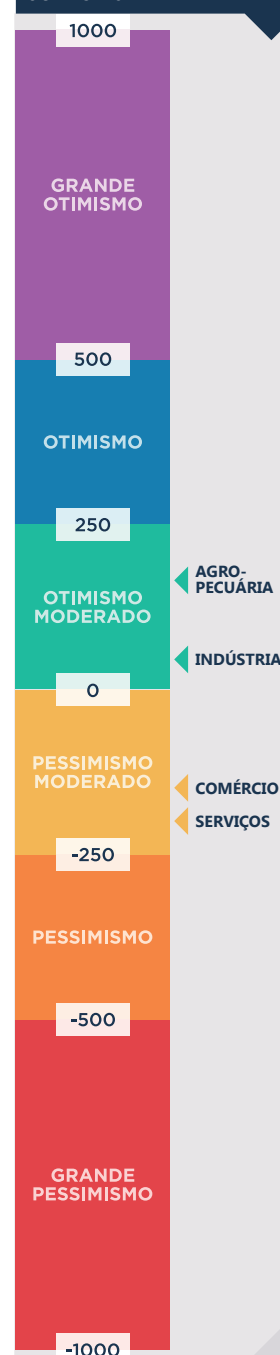 1000
GRANDE
OTIMISMO
500
OTIMISMO
250
AGRO-
PECUÁRIA
OTIMISMO
MODERADO
INDÚSTRIA
0
PESSIMISMO
MODERADO
COMÉRCIO
SERVIÇOS
-250
PESSIMISMO
-500
GRANDE
PESSIMISMO
-1000